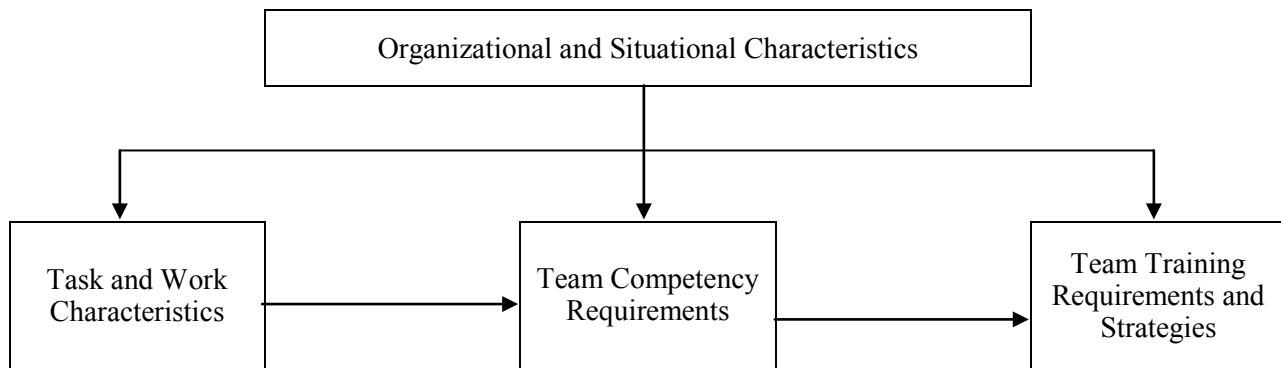 Organizational and Situational Characteristics
Task and Work
Characteristics
Team Competency
Requirements
Team Training
Requirements and
Strategies